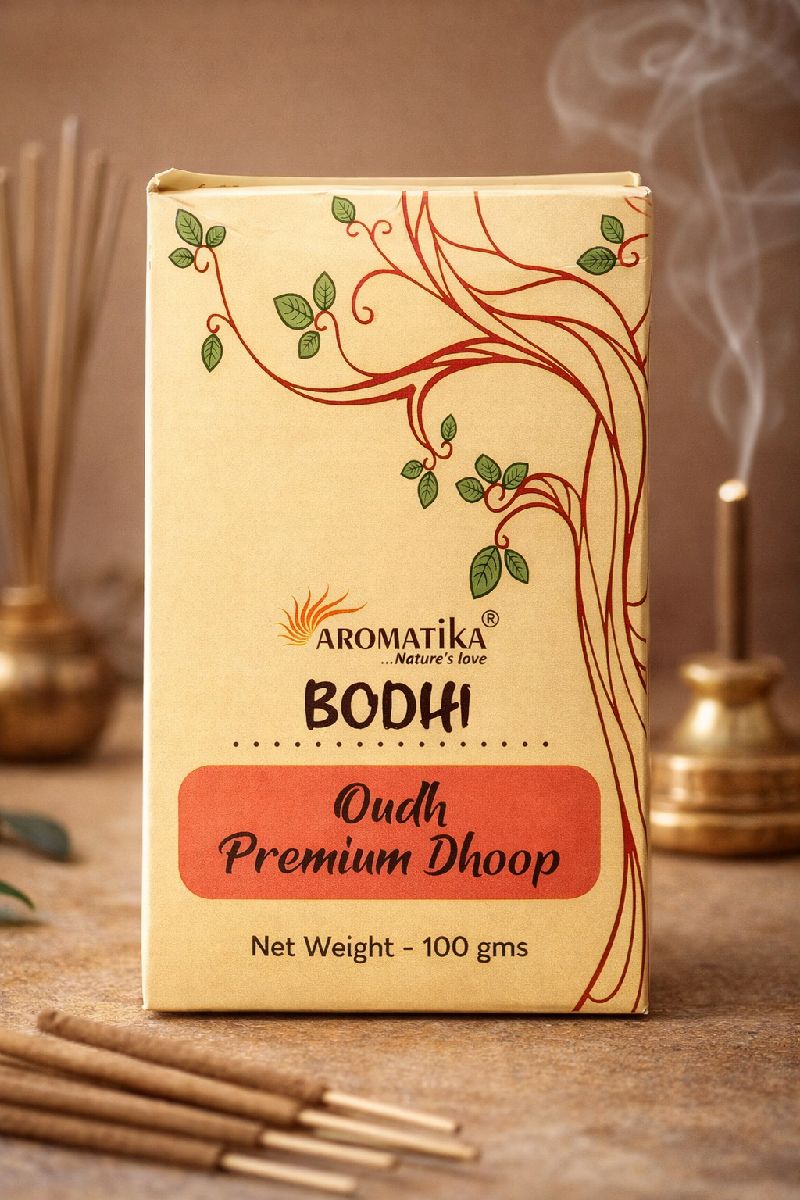 AROMATiKA®
...Nature's love
BODHI
Oudh
Premium Dhoop
Net Weight - 100 gms